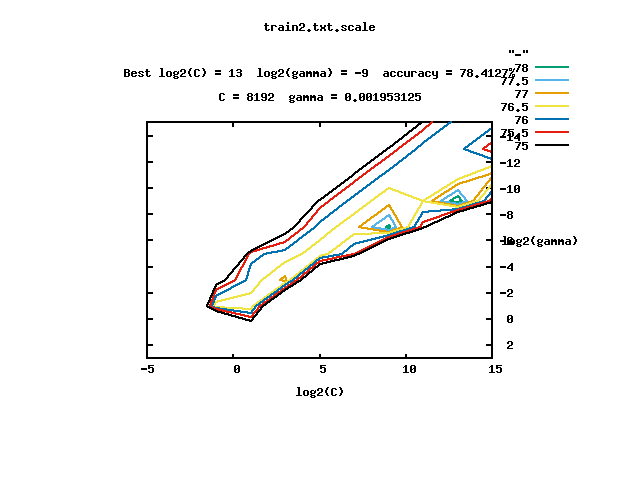 train2.txt.scale
"-"
Best log2(C) = 13  log2(gamma) = -9  accuracy = 78.4127%
78
77.5
C = 8192  gamma = 0.001953125
77
76.5
76
75.5
-14
75
-12
-10
-8
-6
log2(gamma)
-4
-2
0
2
-5 0 5 10 15
log2(C)